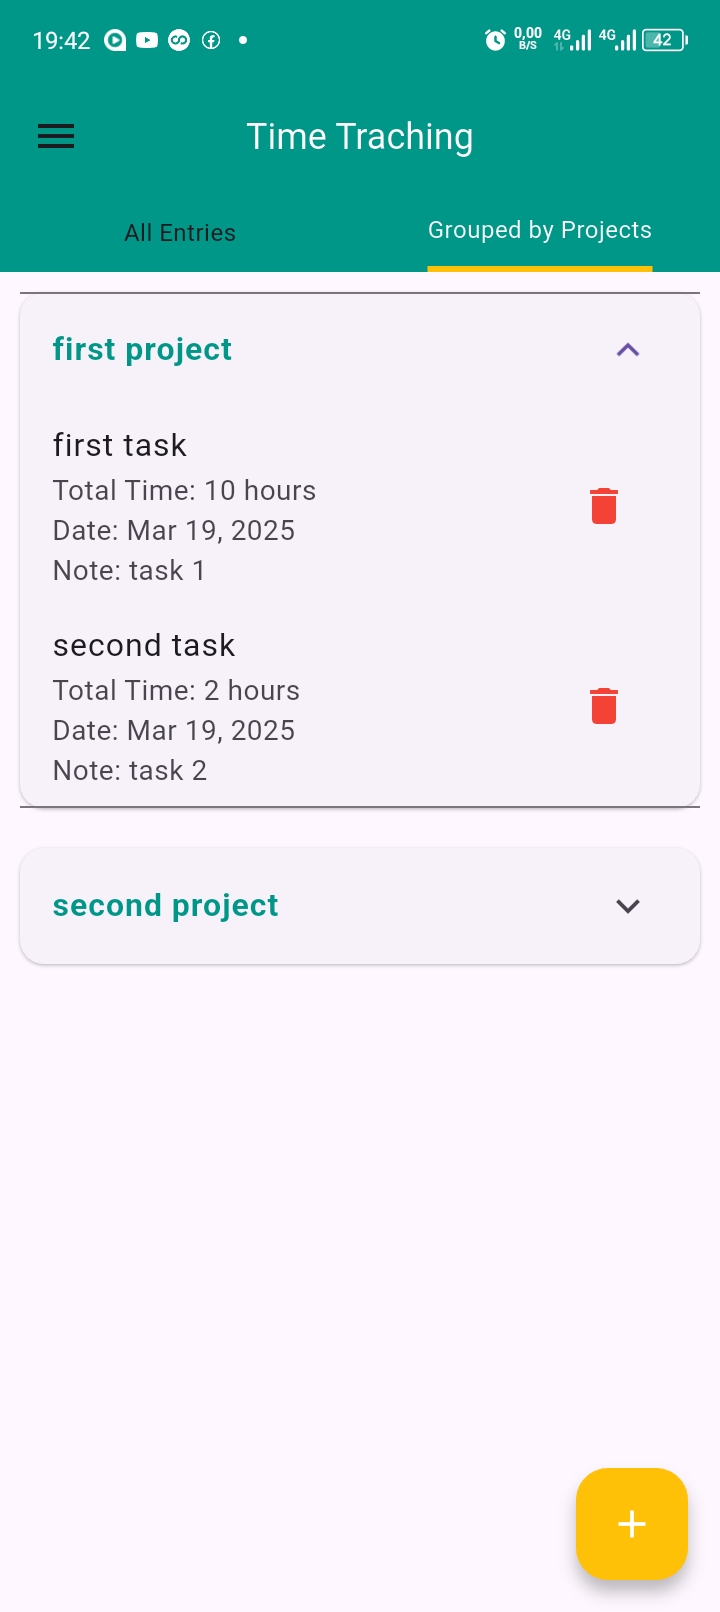 19:42 0,00 B/S 4G 4G 42
Time Traching
All Entries Grouped by Projects
first project
first task
Total Time: 10 hours
Date: Mar 19, 2025
Note: task 1
second task
Total Time: 2 hours
Date: Mar 19, 2025
Note: task 2
second project